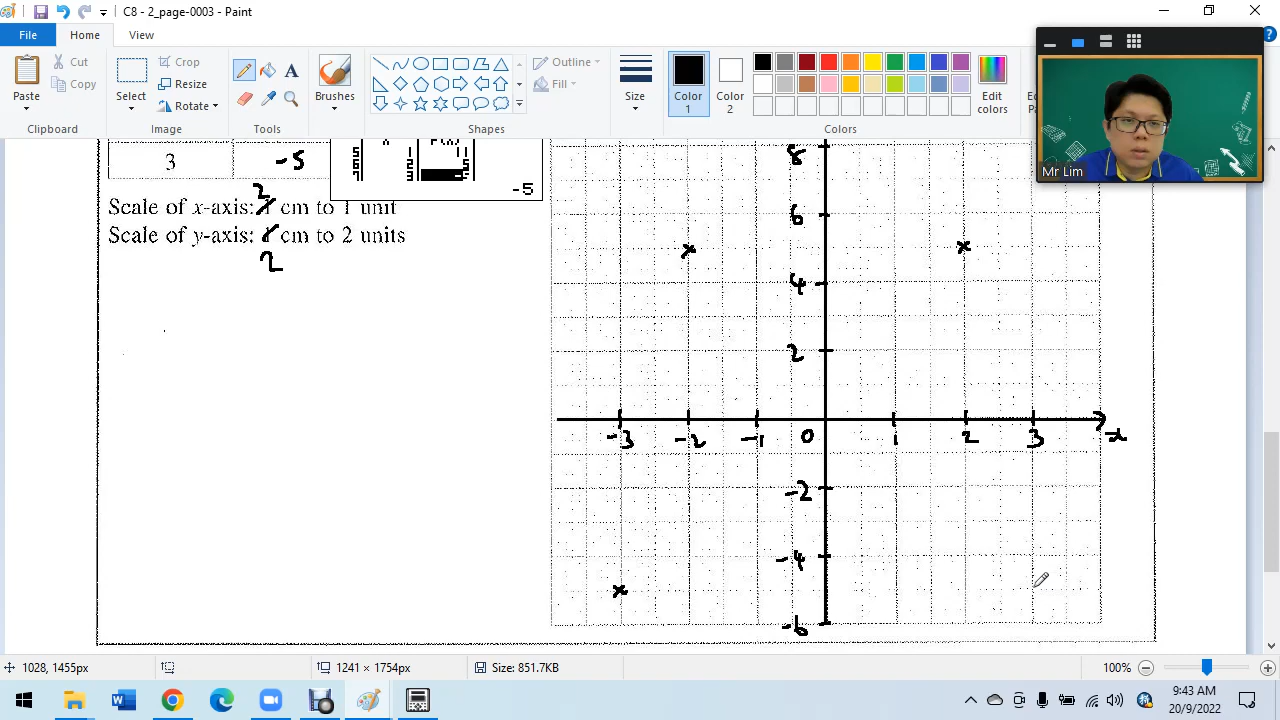 C8 - 2_page-0003 - Paint
File
Home
View
Paste
Cut
Copy
Clipboard
Select
Crop
Resize
Rotate
Image
A
Tools
Brushes
Outline
Fill
Shapes
Size
Color 1
Color 2
Edit colors
Colors
Mr Lim
3
-5
-5
2
Scale of x-axis: 1 cm to 1 unit
Scale of y-axis: 1 cm to 2 units
2
8
6
4
2
-3
-2
-1
0
1
2
3
x
-2
-4
-6
1028, 1455px
1241 × 1754px
Size: 851.7KB
100%
9:43 AM
20/9/2022